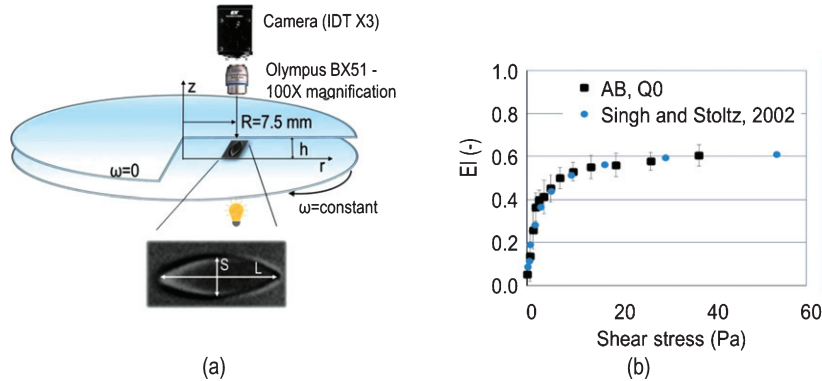 Camera (IDT X3)
Olympus BX51 -
100X magnification
z
R=7.5 mm
h
r
ω=0
ω=constant
S
L
(a)
1.0
0.8
0.6
0.4
0.2
0.0
EI (-)
AB, Q0
Singh and Stoltz, 2002
0
20
40
60
Shear stress (Pa)
(b)